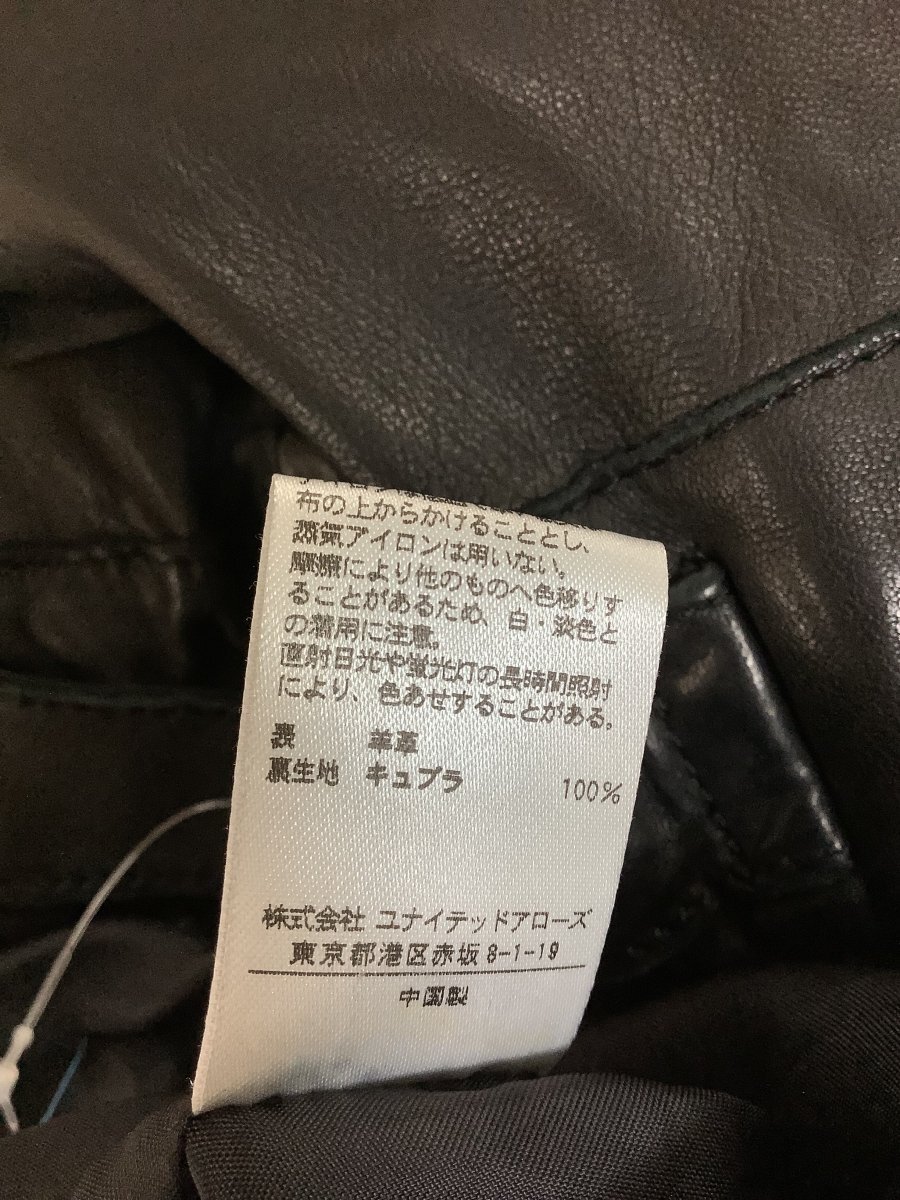 布の上からかけることとし、
蒸気アイロンは用いない。
摩擦により他のものへ色移りす
ることがあるため、白・淡色と
の着用に注意。
直射日光や蛍光灯の長時間照射
により、色あせすることがある。
表 羊革
裏生地 キュプラ 100%
株式会社 ユナイテッドアローズ
東京都港区赤坂8-1-19
中国製